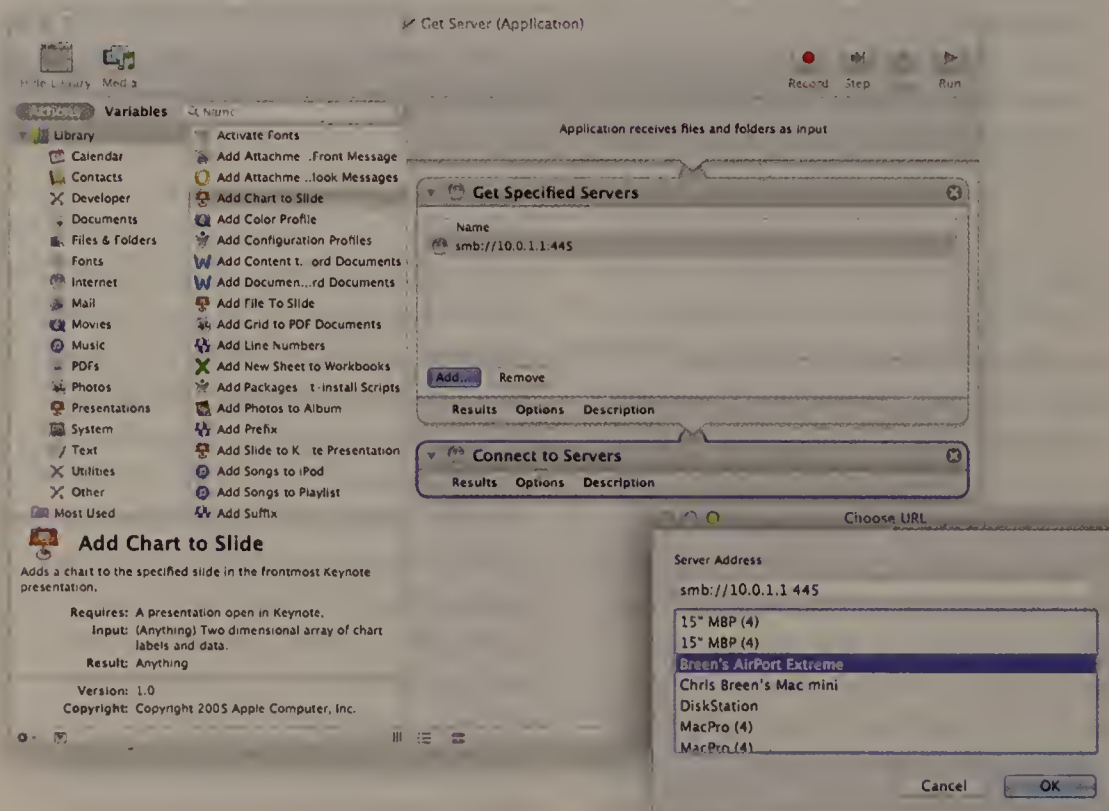 Get Server (Application)
Hide Library Media
Record Step Run
Actions Variables Name
Library
Calendar
Contacts
Developer
Documents
Files & Folders
Fonts
Internet
Mail
Movies
Music
PDFs
Photos
Presentations
System
Text
Utilities
Other
Most Used
Activate Fonts
Add Attachme ..Front Message
Add Attachme ..look Messages
Add Chart to Slide
Add Color Profile
Add Configuration Profiles
Add Content t. ord Documents
Add Documen...rd Documents
Add File To Slide
Add Grid to PDF Documents
Add Line Numbers
Add New Sheet to Workbooks
Add Packages t-install Scripts
Add Photos to Album
Add Prefix
Add Slide to K te Presentation
Add Songs to iPod
Add Songs to Playlist
Add Suffix
Add Chart to Slide
Adds a chart to the specified slide in the frontmost Keynote
presentation.
Requires: A presentation open in Keynote.
Input: (Anything) Two dimensional array of chart
labels and data.
Result: Anything
Version: 1.0
Copyright: Copyright 2005 Apple Computer, Inc.
Application receives files and folders as input
Get Specified Servers
Name
smb://10.0.1.1:445
Add... Remove
Results Options Description
Connect to Servers
Results Options Description
Choose URL
Server Address
smb://10.0.1.1 445
15" MBP (4)
15" MBP (4)
Breen's AirPort Extreme
Chris Breen's Mac mini
DiskStation
MacPro (4)
MacPro (4)
Cancel OK